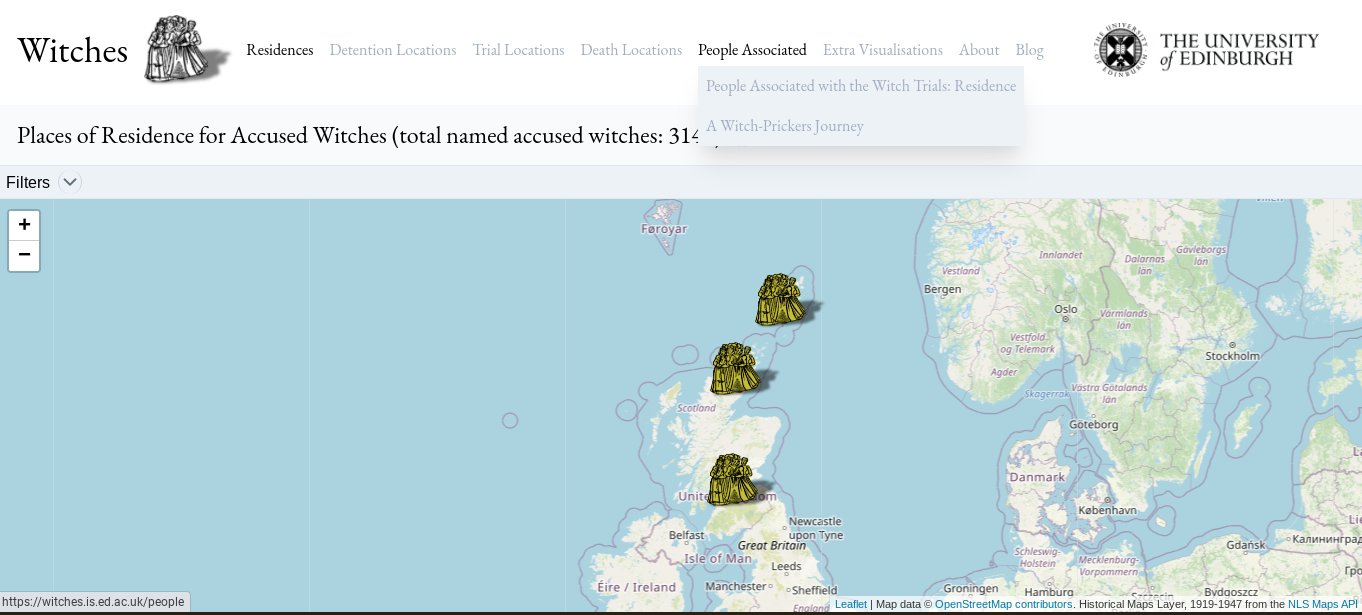 Witches
Residences Detention Locations Trial Locations Death Locations People Associated Extra Visualisations About Blog
THE UNIVERSITY
of EDINBURGH
People Associated with the Witch Trials: Residence
A Witch-Prickers Journey
Places of Residence for Accused Witches (total named accused witches: 314
Filters
+
−
Føroyar
Bergen
Vestland
Innlandet
Dalarnas
län
Gävleborgs
län
Oslo
Värmlands
län
Vestfold
og Telemark
Stockholm
Agder
Skagerrak
Västra Götalands
län
Göteborg
Scotland
Danmark
København
Newcastle
upon Tyne
Belfast
Great Britain
Isle of Man
Leeds
Éire / Ireland
Manchester
Sheffield
Schleswig-
Holstein
Mecklenburg-
Vorpommern
Gdańsk
Калининград
Groningen
Hamburg
Szczecin
Bydgoszcz
https://witches.is.ed.ac.uk/people
Leaflet | Map data © OpenStreetMap contributors. Historical Maps Layer, 1919-1947 from the NLS Maps API